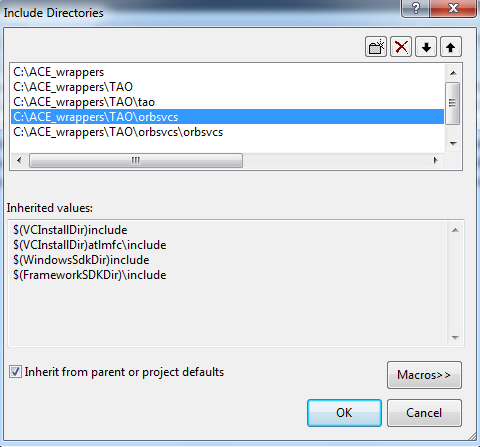 Include Directories
C:\ACE_wrappers
C:\ACE_wrappers\TAO
C:\ACE_wrappers\TAO\tao
C:\ACE_wrappers\TAO\orbsvcs
C:\ACE_wrappers\TAO\orbsvcs\orbsvcs
Inherited values:
$(VCInstallDir)include
$(VCInstallDir)atlmfc\include
$(WindowsSdkDir)include
$(FrameworkSDKDir)\include
Inherit from parent or project defaults
Macros>>
OK
Cancel